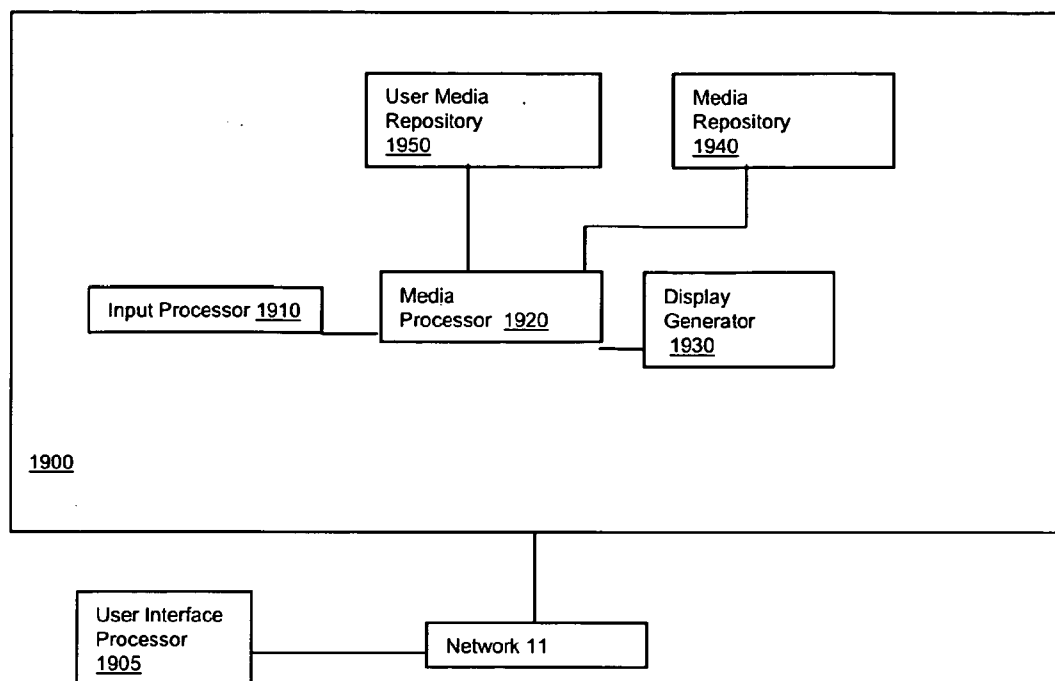 User Media
Repository
1950
Media
Repository
1940
Input Processor 1910
Media
Processor 1920
Display
Generator
1930
1900
User Interface
Processor
1905
Network 11